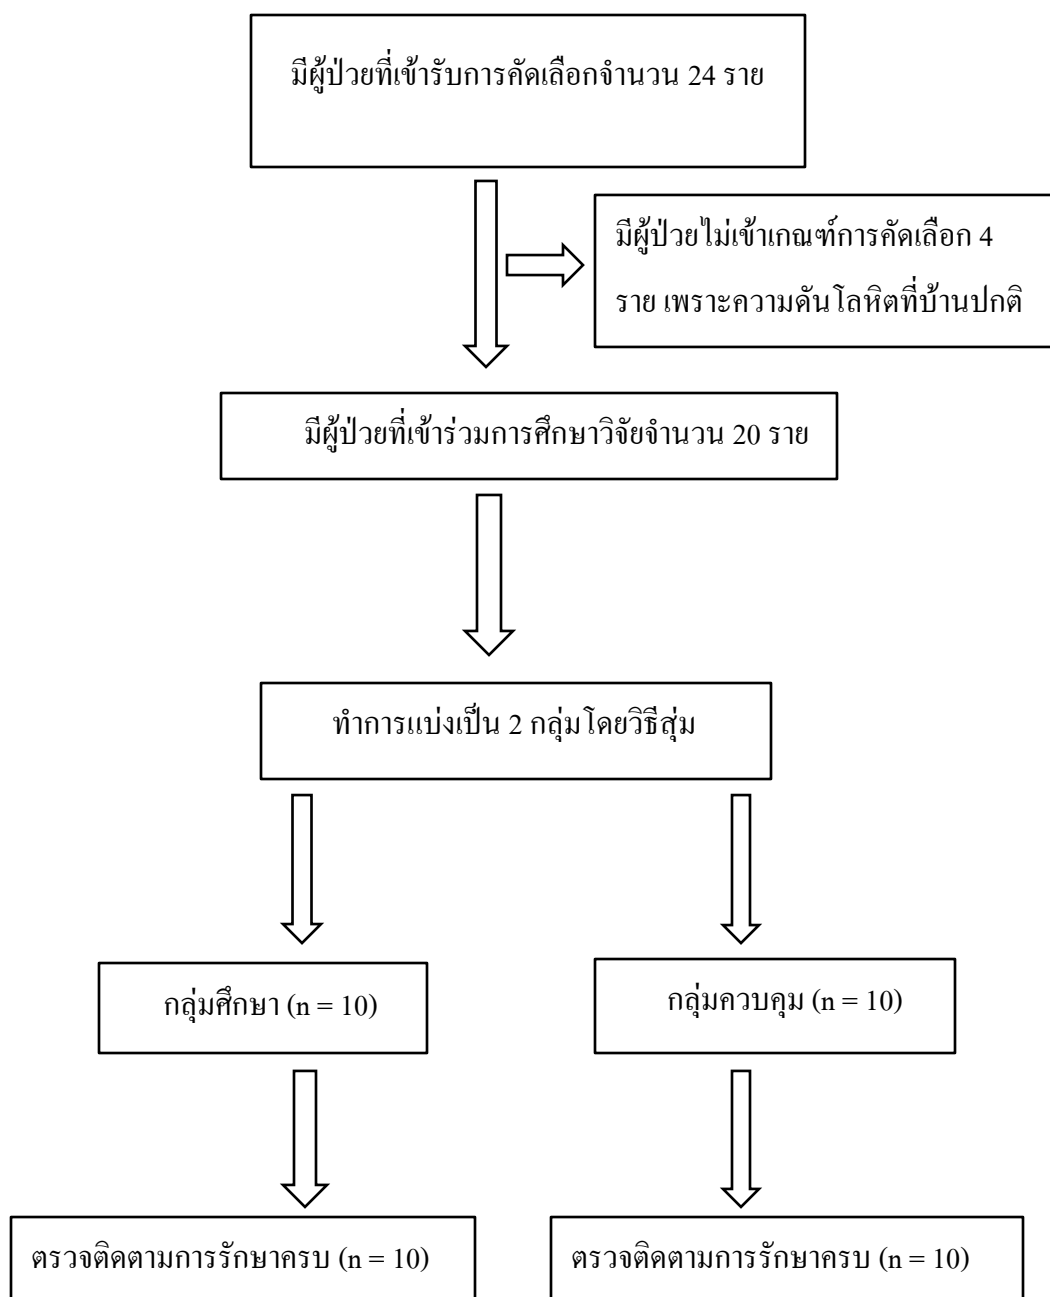 มีผู้ป่วยที่เข้ารับการคัดเลือกจำนวน 24 ราย
มีผู้ป่วยไม่เข้าเกณฑ์การคัดเลือก 4
ราย เพราะความดันโลหิตที่บ้านปกติ
มีผู้ป่วยที่เข้าร่วมการศึกษาวิจัยจำนวน 20 ราย
ทำการแบ่งเป็น 2 กลุ่มโดยวิธีสุ่ม
กลุ่มศึกษา (n = 10)
กลุ่มควบคุม (n = 10)
ตรวจติดตามการรักษาครบ (n = 10)
ตรวจติดตามการรักษาครบ (n = 10)